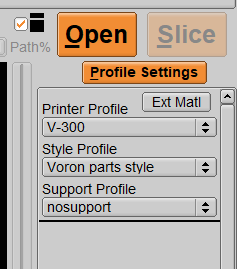 Open
Slice
Path%
Profile Settings
Ext Matl
Printer Profile
V-300
Style Profile
Voron parts style
Support Profile
nosupport